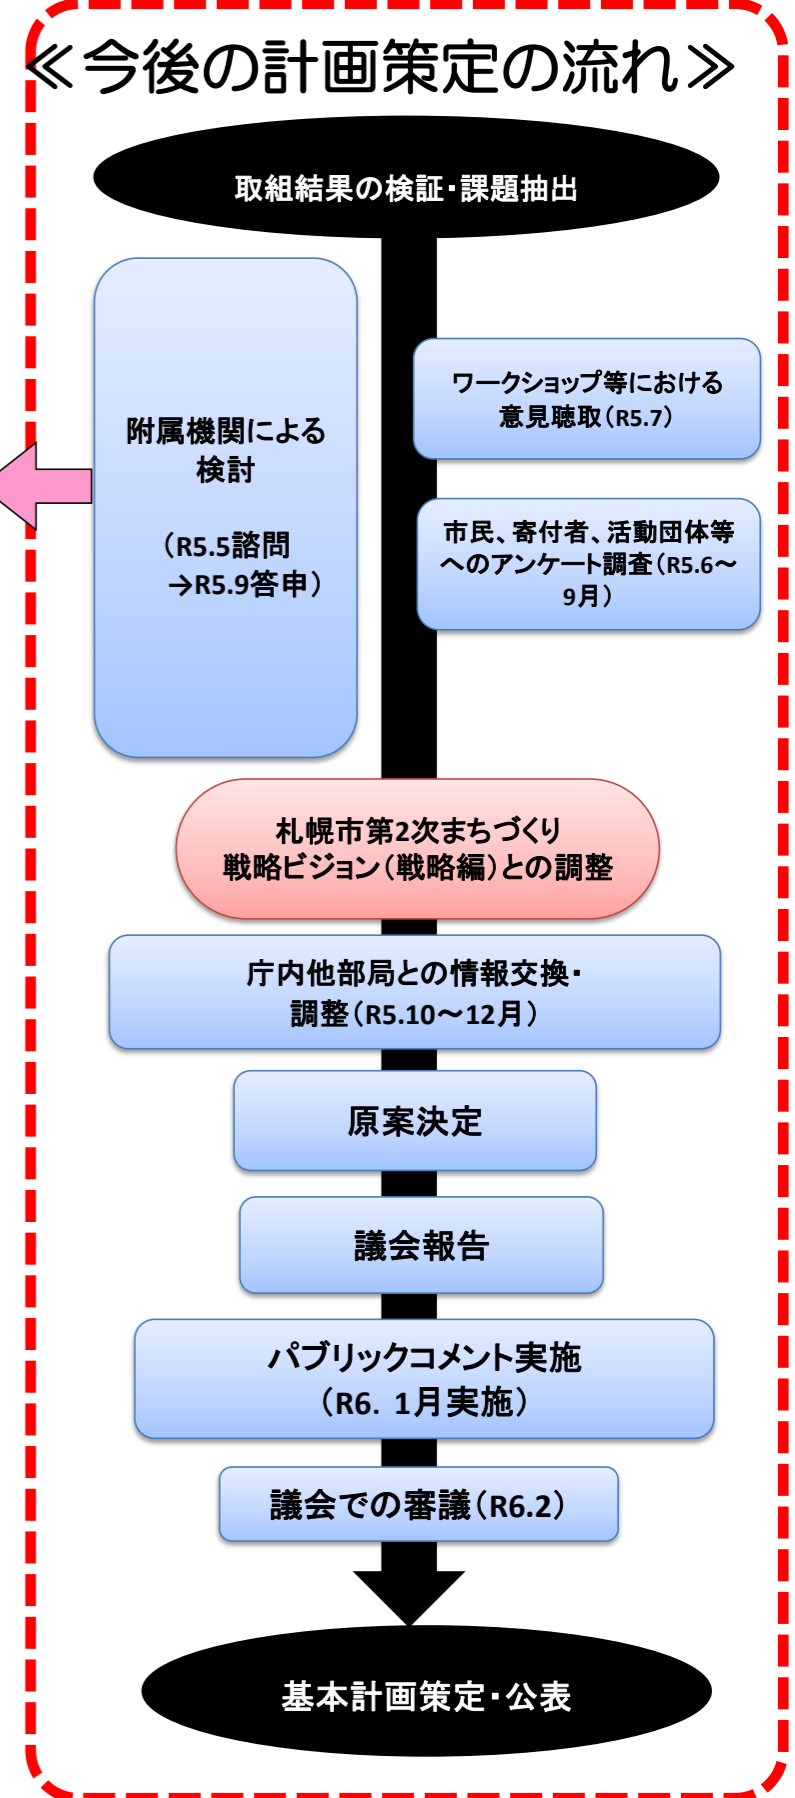 ≪今後の計画策定の流れ≫
取組結果の検証・課題抽出
附属機関による
検討
（R5.5諮問
→R5.9答申）
ワークショップ等における
意見聴取（R5.7）
市民、寄付者、活動団体等
へのアンケート調査（R5.6～
9月）
札幌市第2次まちづくり
戦略ビジョン（戦略編）との調整
庁内他部局との情報交換・
調整（R5.10～12月）
原案決定
議会報告
パブリックコメント実施
（R6．1月実施）
議会での審議（R6.2）
基本計画策定・公表